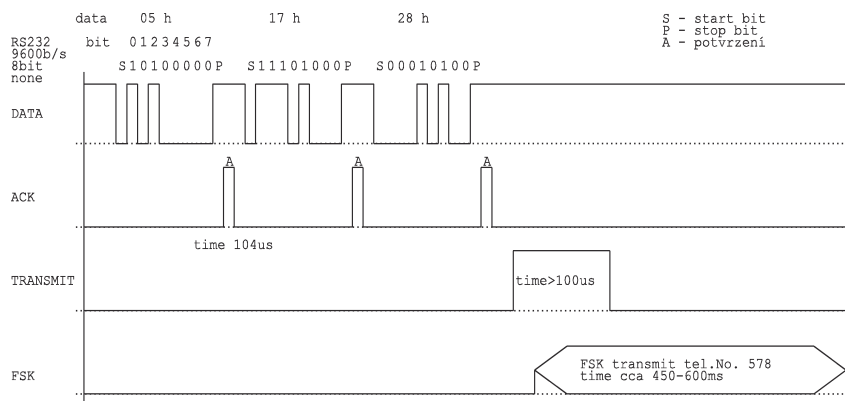 data 05 h 17 h 28 h
S - start bit
P - stop bit
A - potvrzení
RS232 bit 01234567
9600b/s
8bit S10100000P S11101000P S00010100P
none
DATA
A A A
ACK
time 104us
TRANSMIT time>100us
FSK transmit tel.No. 578
FSK time cca 450-600ms